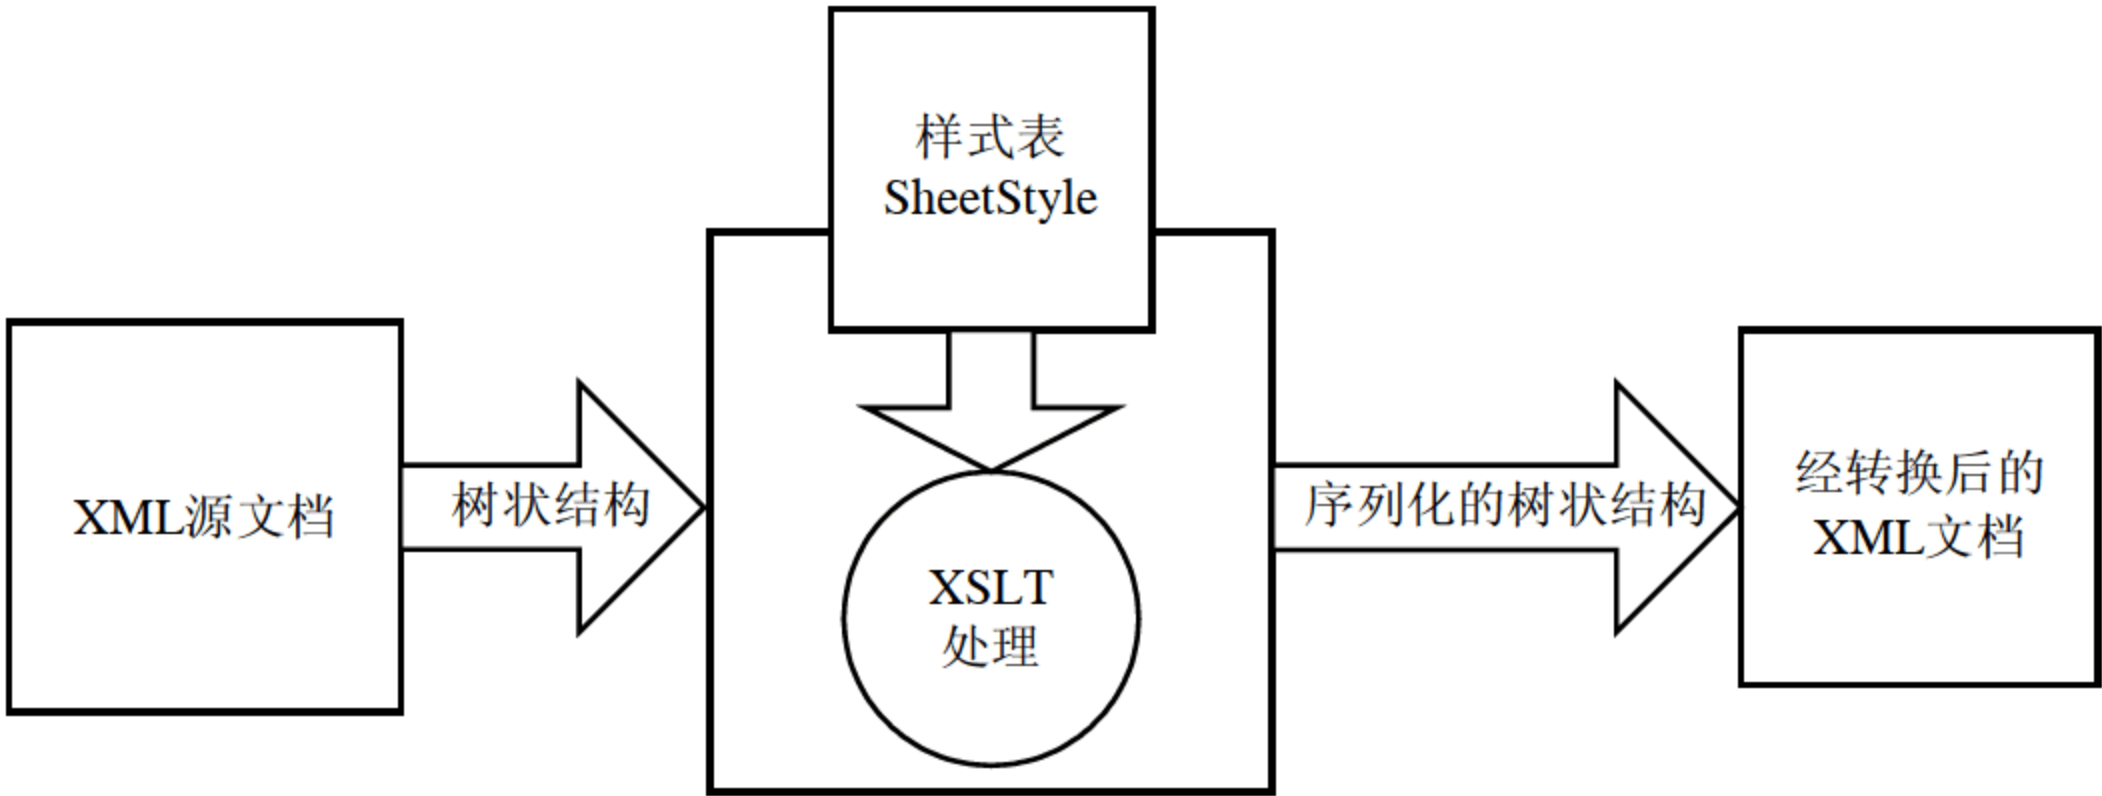 样式表
SheetStyle
XML源文档
树状结构
XSLT
处理
序列化的树状结构
经转换后的
XML文档